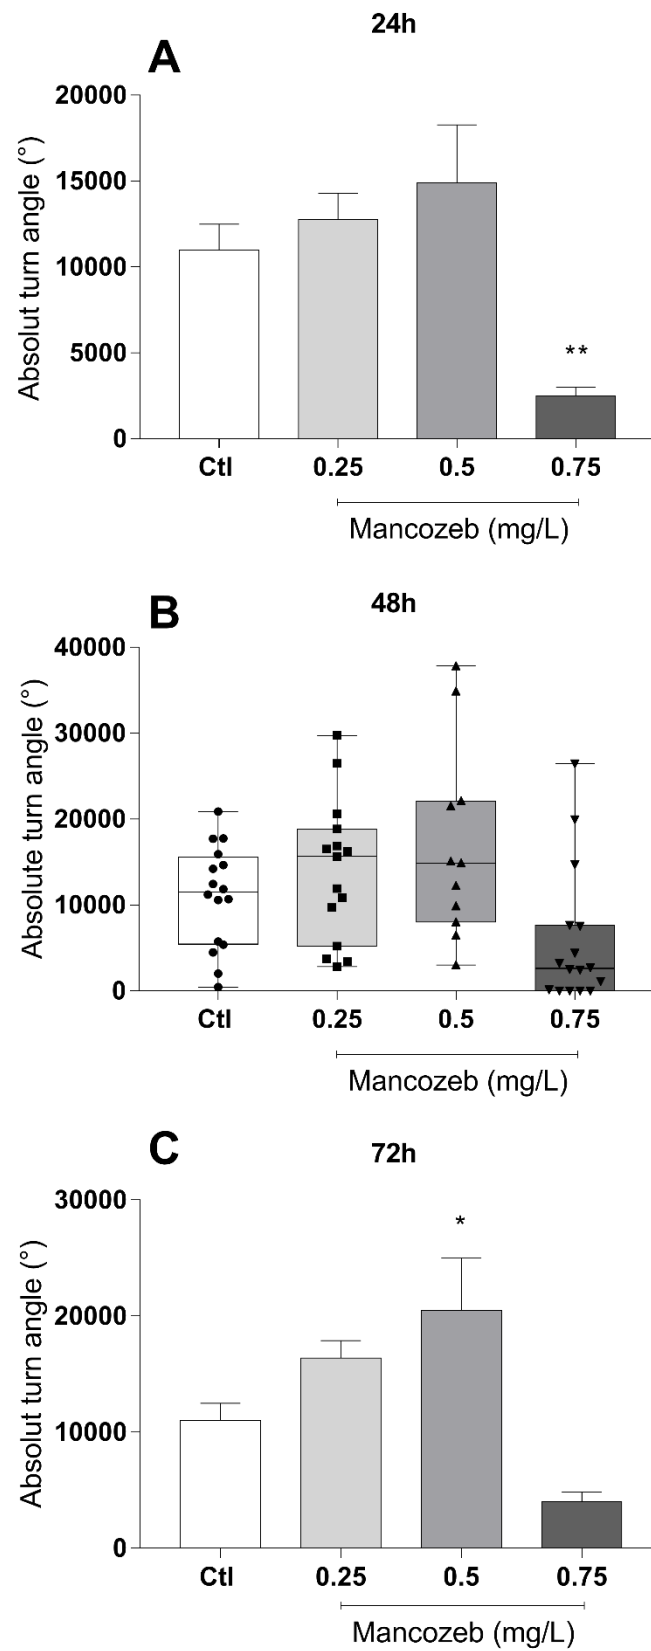 24h
A
20000
15000
10000
5000
0
Absolut turn angle (°)
**
Ctl 0.25 0.5 0.75
Mancozeb (mg/L)
48h
B
40000
30000
20000
10000
0
Absolute turn angle (°)
Ctl 0.25 0.5 0.75
Mancozeb (mg/L)
C
72h
30000
20000
10000
0
Absolut turn angle (°)
*
Ctl 0.25 0.5 0.75
Mancozeb (mg/L)